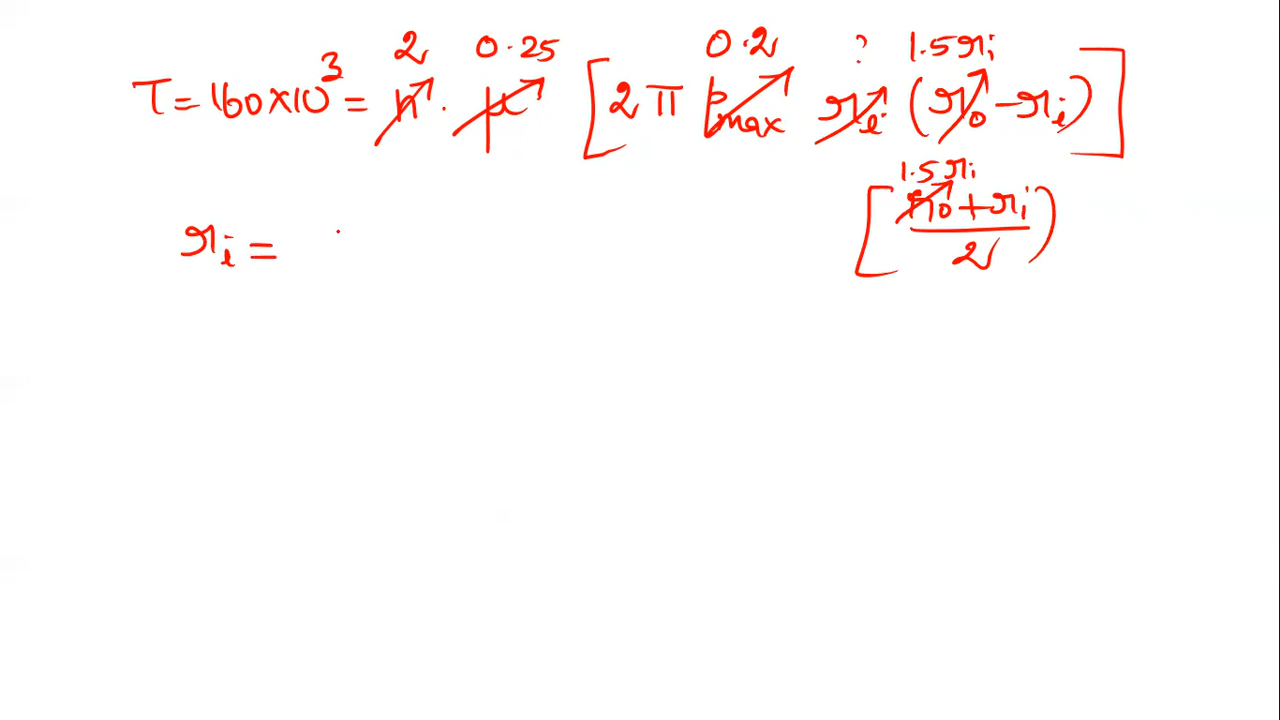 2 0.25 0.2 ? 1.5ri
T = 160×10³ = n · μ [2 π pmax ri (ro − ri)]
1.5ri
[ro + ri / 2)
ri =